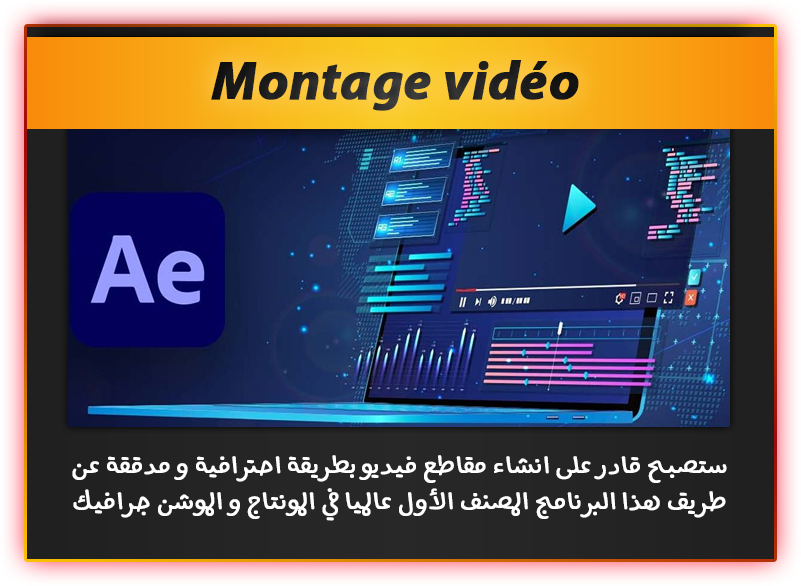 Montage vidéo
Ae
ستصبح قادر على انشاء مقاطع فيديو بطريقة احترافية و مدققة عن
طريق هذا البرنامج المصنف الأول عالميا في المونتاج و الموشن جرافيك